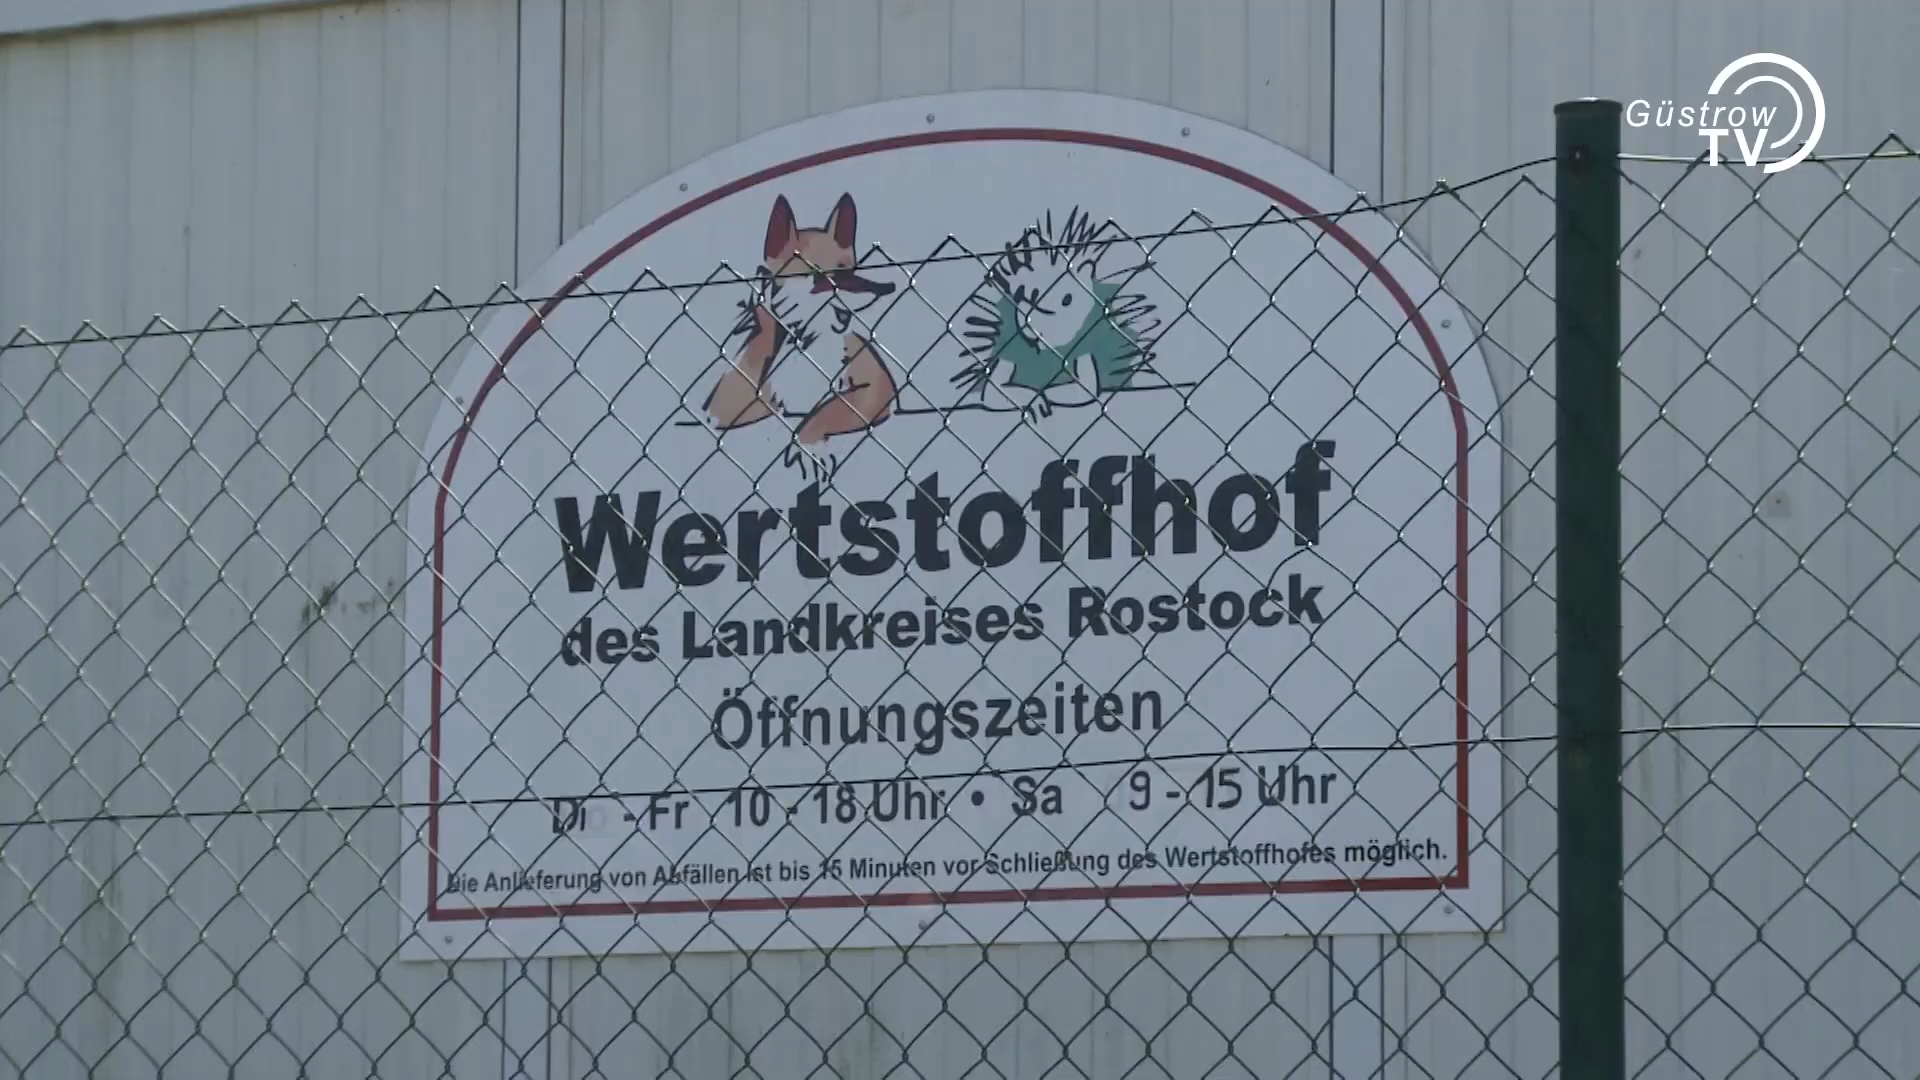 Güstrow
TV
Wertstoffhof
des Landkreises Rostock
Öffnungszeiten
Di - Fr 10 - 18 Uhr • Sa 9 - 15 Uhr
Die Anlieferung von Abfällen ist bis 15 Minuten vor Schließung des Wertstoffhofes möglich.